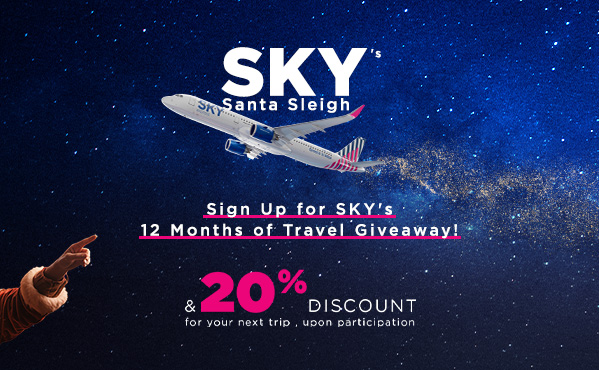 SKY's
Santa Sleigh
SKY
Sign Up for SKY's
12 Months of Travel Giveaway!
& 20% DISCOUNT
for your next trip , upon participation